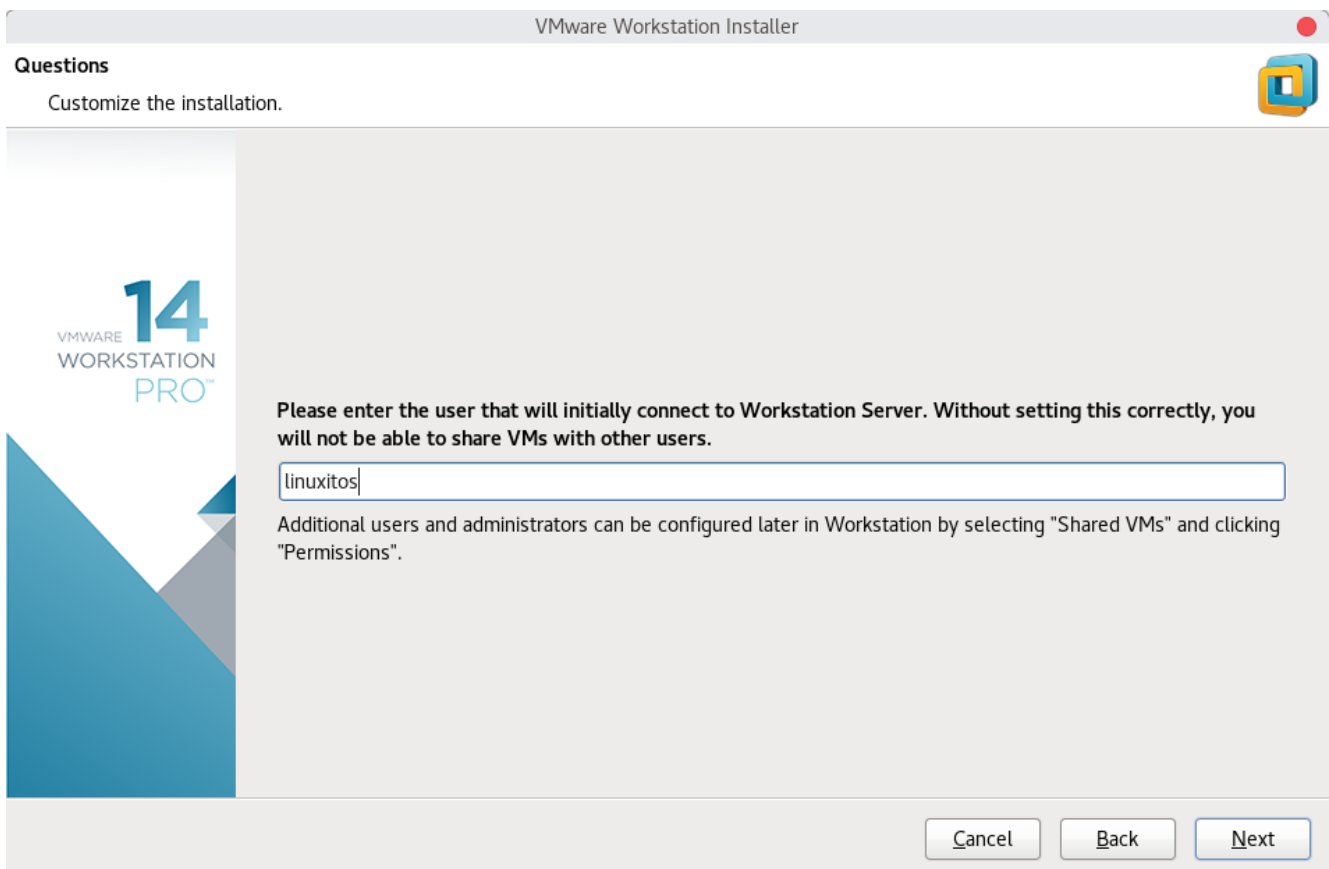 VMware Workstation Installer
Questions
Customize the installation.
VMWARE 14
WORKSTATION
PRO™
Please enter the user that will initially connect to Workstation Server. Without setting this correctly, you
will not be able to share VMs with other users.
linuxitos
Additional users and administrators can be configured later in Workstation by selecting "Shared VMs" and clicking
"Permissions".
Cancel Back Next